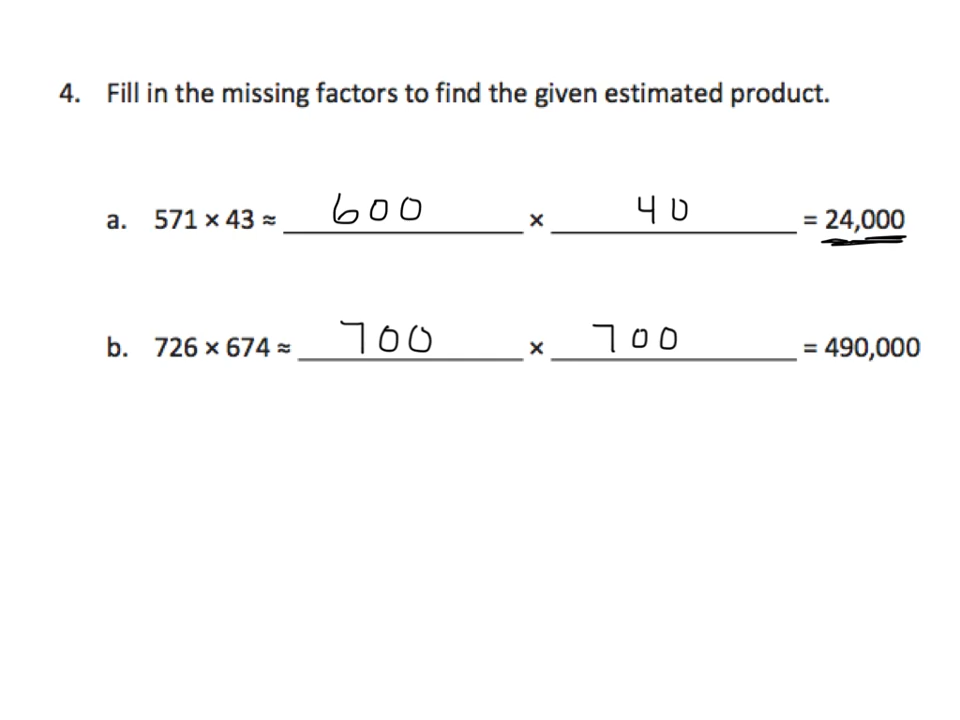 4. Fill in the missing factors to find the given estimated product.
a. 571 × 43 ≈ 600 × 40 = 24,000
b. 726 × 674 ≈ 700 × 700 = 490,000